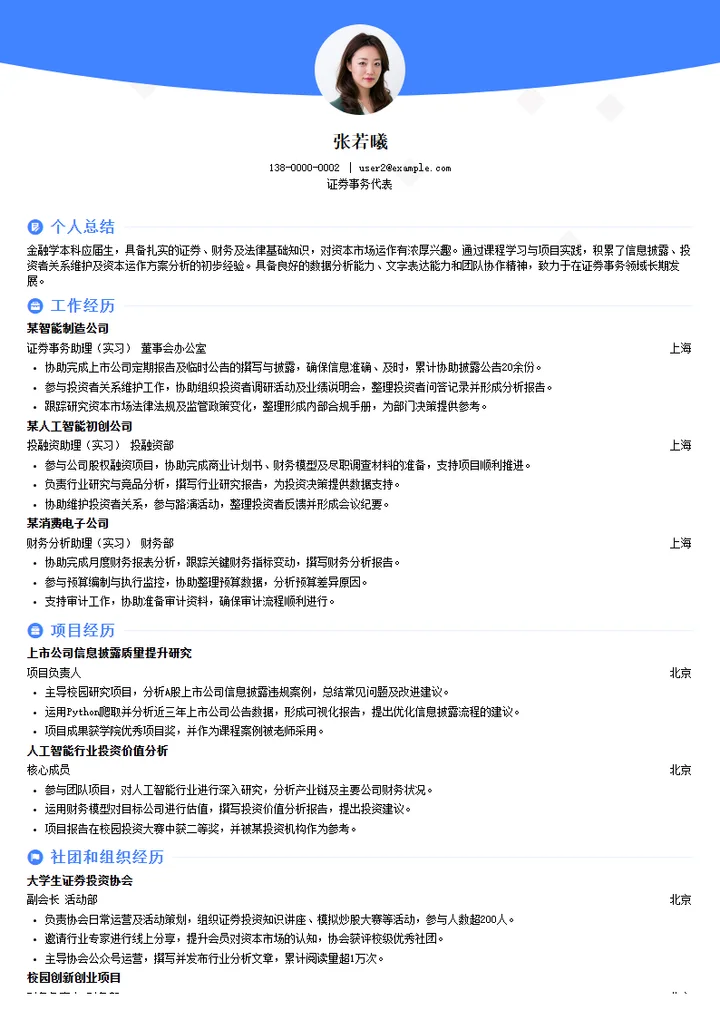 张若曦
138-0000-0002 | user2@example.com
证券事务代表
个人总结
金融学本科应届生，具备扎实的证券、财务及法律基础知识，对资本市场运作有浓厚兴趣。通过课程学习与项目实践，积累了信息披露、投
资者关系维护及资本运作方案分析的初步经验。具备良好的数据分析能力、文字表达能力和团队协作精神，致力于在证券事务领域长期发
展。
工作经历
某智能制造公司
证券事务助理（实习） 董事会办公室 上海
• 协助完成上市公司定期报告及临时公告的撰写与披露，确保信息准确、及时，累计协助披露公告20余份。
• 参与投资者关系维护工作，协助组织投资者调研活动及业绩说明会，整理投资者问答记录并形成分析报告。
• 跟踪研究资本市场法律法规及监管政策变化，整理形成内部合规手册，为部门决策提供参考。
某人工智能初创公司
投融资助理（实习） 投融资部 上海
• 参与公司股权融资项目，协助完成商业计划书、财务模型及尽职调查材料的准备，支持项目顺利推进。
• 负责行业研究与竞品分析，撰写行业研究报告，为投资决策提供数据支持。
• 协助维护投资者关系，参与路演活动，整理投资者反馈并形成会议纪要。
某消费电子公司
财务分析助理（实习） 财务部 上海
• 协助完成月度财务报表分析，跟踪关键财务指标变动，撰写财务分析报告。
• 参与预算编制与执行监控，协助整理预算数据，分析预算差异原因。
• 支持审计工作，协助准备审计资料，确保审计流程顺利进行。
项目经历
上市公司信息披露质量提升研究
项目负责人 北京
• 主导校园研究项目，分析A股上市公司信息披露违规案例，总结常见问题及改进建议。
• 运用Python爬取并分析近三年上市公司公告数据，形成可视化报告，提出优化信息披露流程的建议。
• 项目成果获学院优秀项目奖，并作为课程案例被老师采用。
人工智能行业投资价值分析
核心成员 北京
• 参与团队项目，对人工智能行业进行深入研究，分析产业链及主要公司财务状况。
• 运用财务模型对目标公司进行估值，撰写投资价值分析报告，提出投资建议。
• 项目报告在校园投资大赛中获二等奖，并被某投资机构作为参考。
社团和组织经历
大学生证券投资协会
副会长 活动部 北京
• 负责协会日常运营及活动策划，组织证券投资知识讲座、模拟炒股大赛等活动，参与人数超200人。
• 邀请行业专家进行线上分享，提升会员对资本市场的认知，协会获评校级优秀社团。
• 主导协会公众号运营，撰写并发布行业分析文章，累计阅读量超1万次。
校园创新创业项目